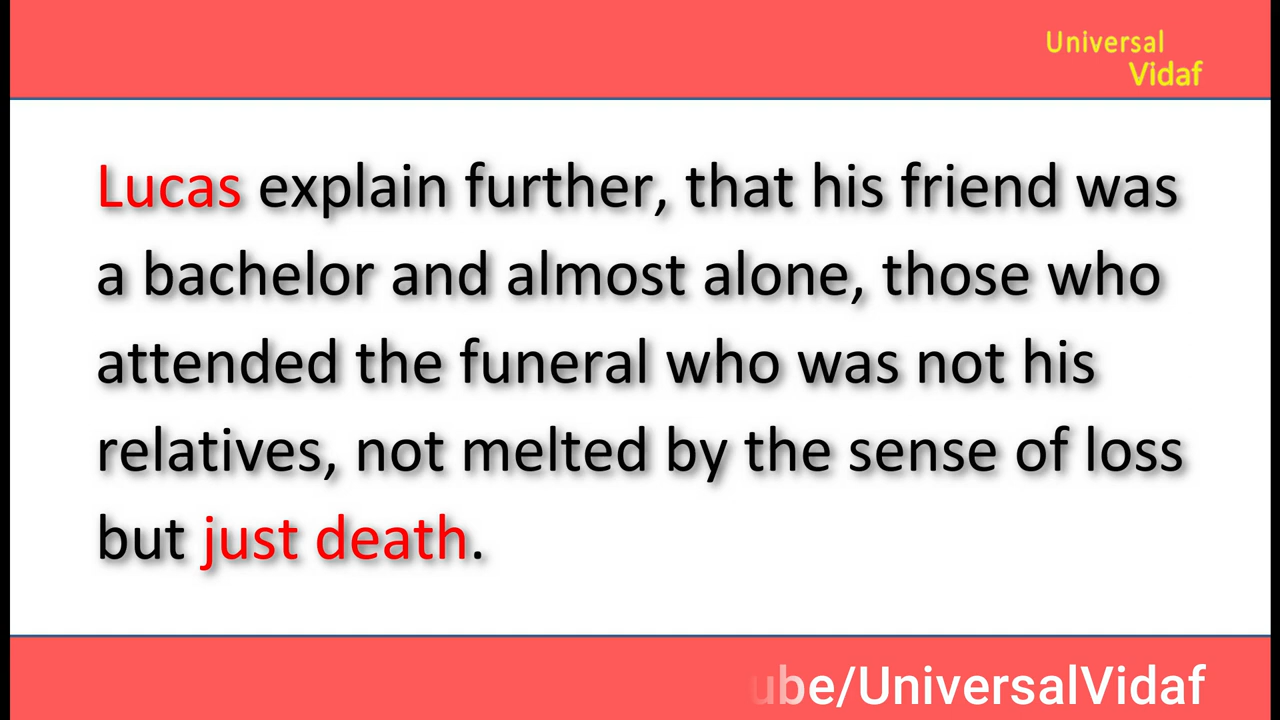 Universal
Vidaf
Lucas explain further, that his friend was
a bachelor and almost alone, those who
attended the funeral who was not his
relatives, not melted by the sense of loss
but just death.
ube/UniversalVidaf